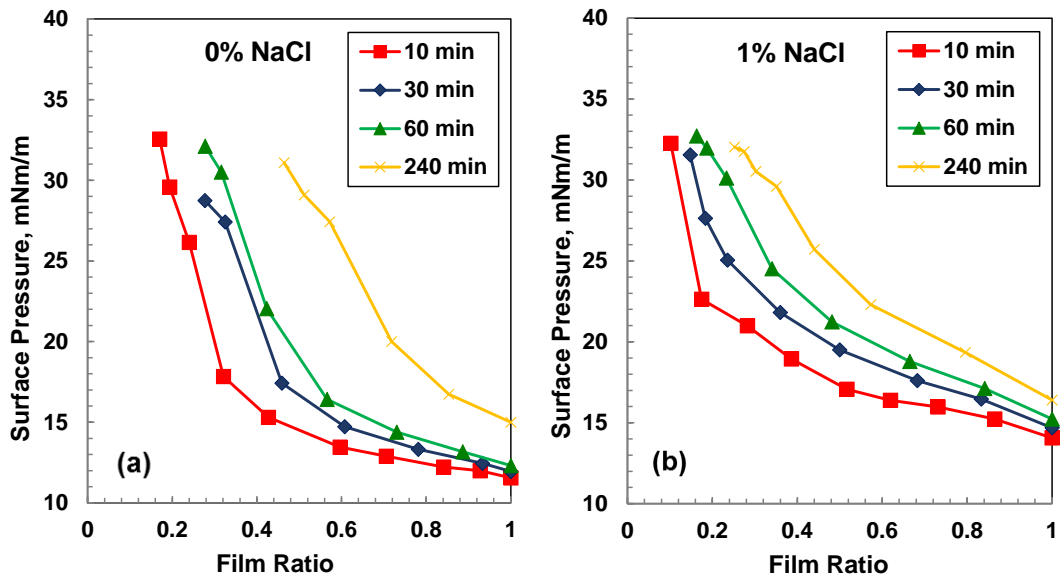 40
35
30
25
20
15
10
0
0.2
0.4
0.6
0.8
1
Surface Pressure, mNm/m
Film Ratio
0% NaCl
10 min
30 min
60 min
240 min
(a)
40
35
30
25
20
15
10
0
0.2
0.4
0.6
0.8
1
Surface Pressure, mNm/m
Film Ratio
1% NaCl
10 min
30 min
60 min
240 min
(b)